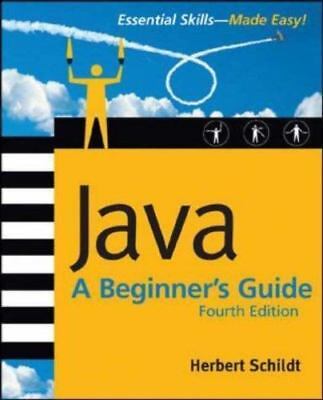 Essential Skills—Made Easy!
Java
A Beginner's Guide
Fourth Edition
Herbert Schildt